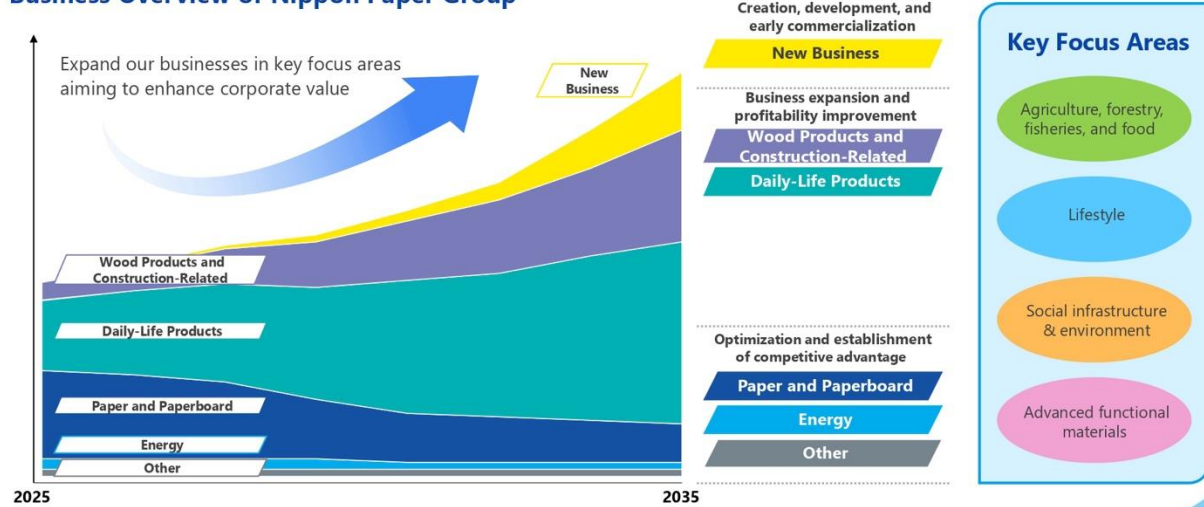 Business Overview of Nippon Paper Group
Expand our businesses in key focus areas
aiming to enhance corporate value
New
Business
Wood Products and
Construction-Related
Daily-Life Products
Paper and Paperboard
Energy
Other
2025
2035
Creation, development, and
early commercialization
New Business
Business expansion and
profitability improvement
Wood Products and
Construction-Related
Daily-Life Products
Optimization and establishment
of competitive advantage
Paper and Paperboard
Energy
Other
Key Focus Areas
Agriculture, forestry,
fisheries, and food
Lifestyle
Social infrastructure
& environment
Advanced functional
materials